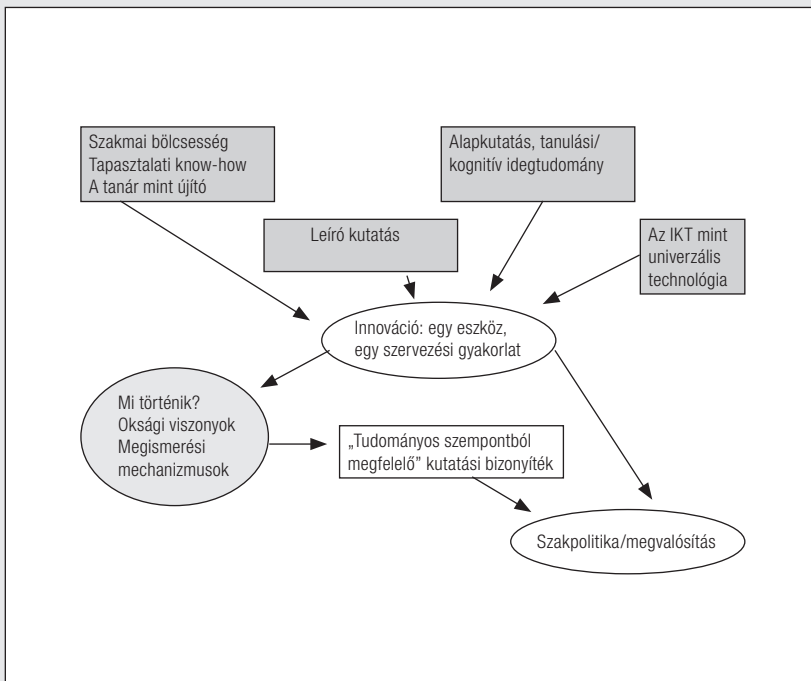 Szakmai bölcsesség
Tapasztalati know-how
A tanár mint újító
Alapkutatás, tanulási/
kognitív idegtudomány
Leíró kutatás
Az IKT mint
univerzális
technológia
Innováció: egy eszköz,
egy szervezési gyakorlat
Mi történik?
Oksági viszonyok
Megismerési
mechanizmusok
„Tudományos szempontból
megfelelő” kutatási bizonyíték
Szakpolitika/megvalósítás